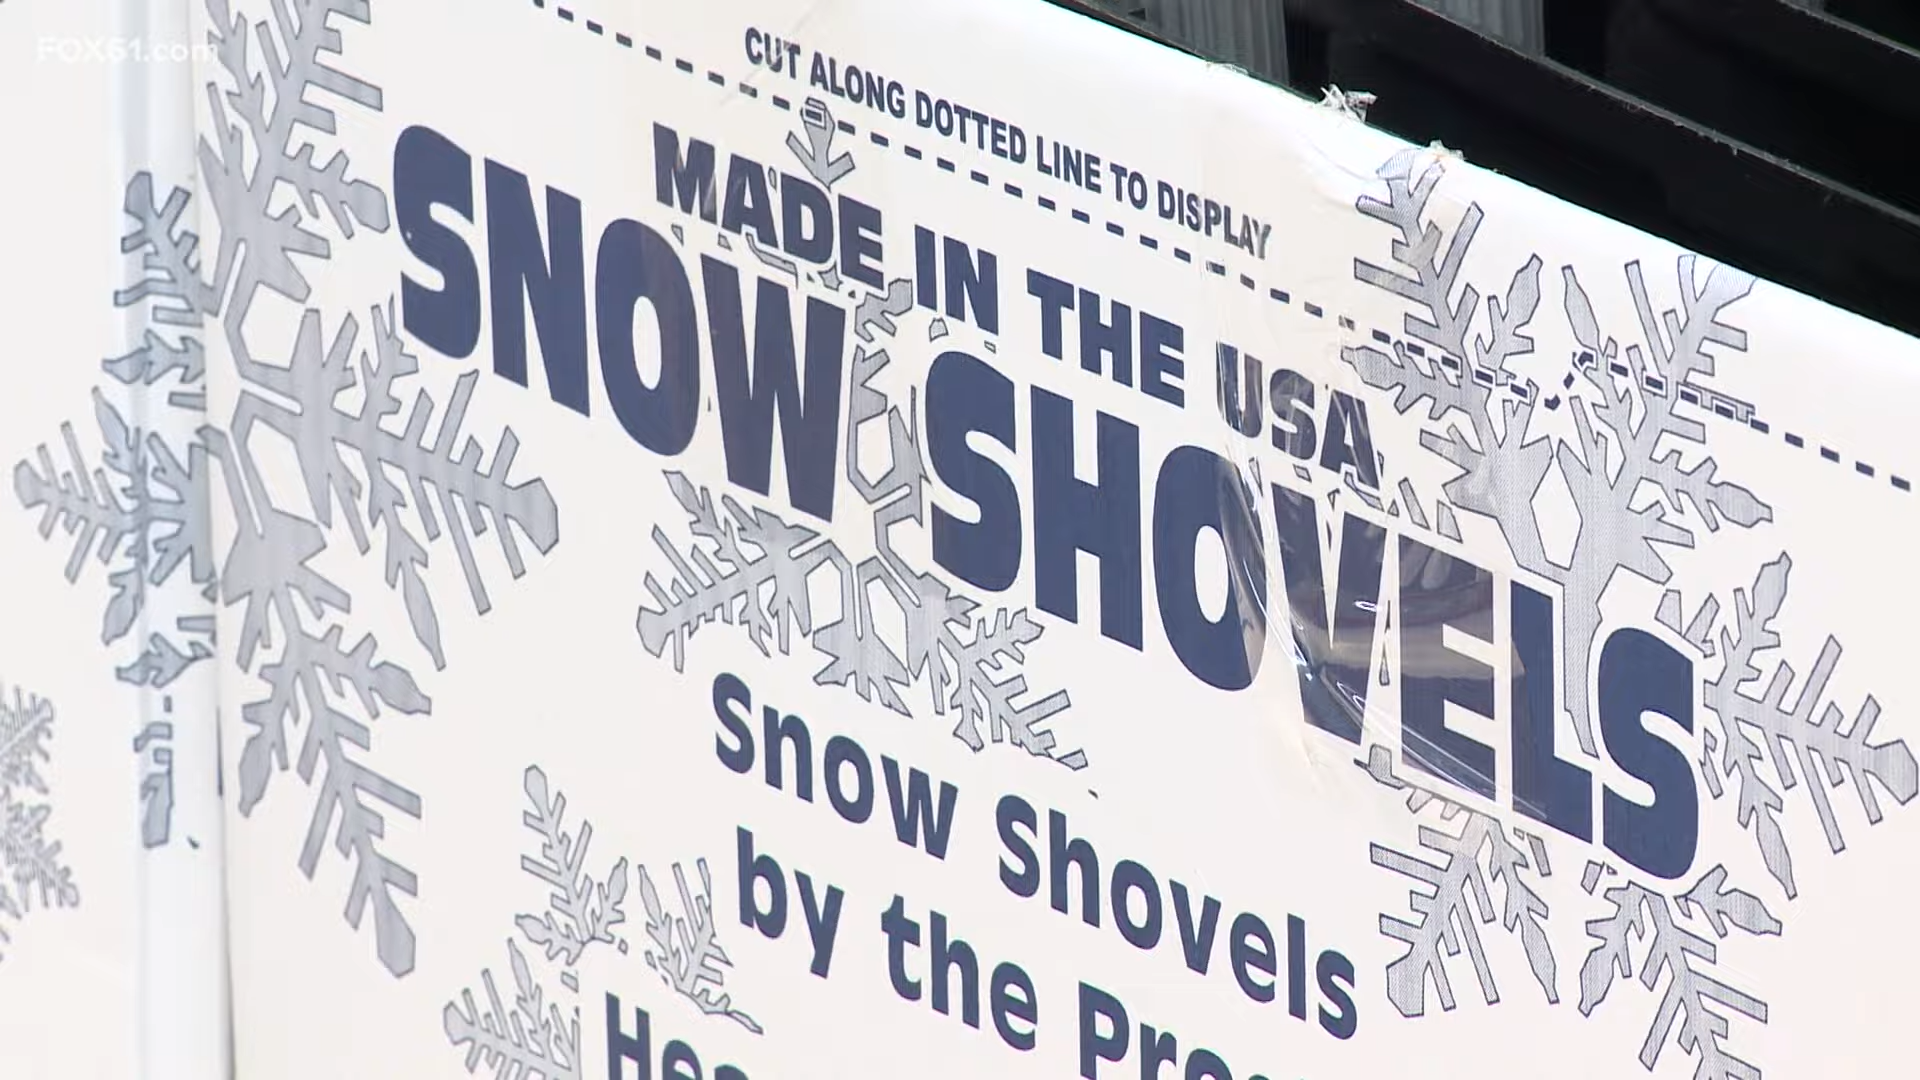 FOX61.com
CUT ALONG DOTTED LINE TO DISPLAY
MADE IN THE USA
SNOW SHOVELS
Snow Shovels
by the